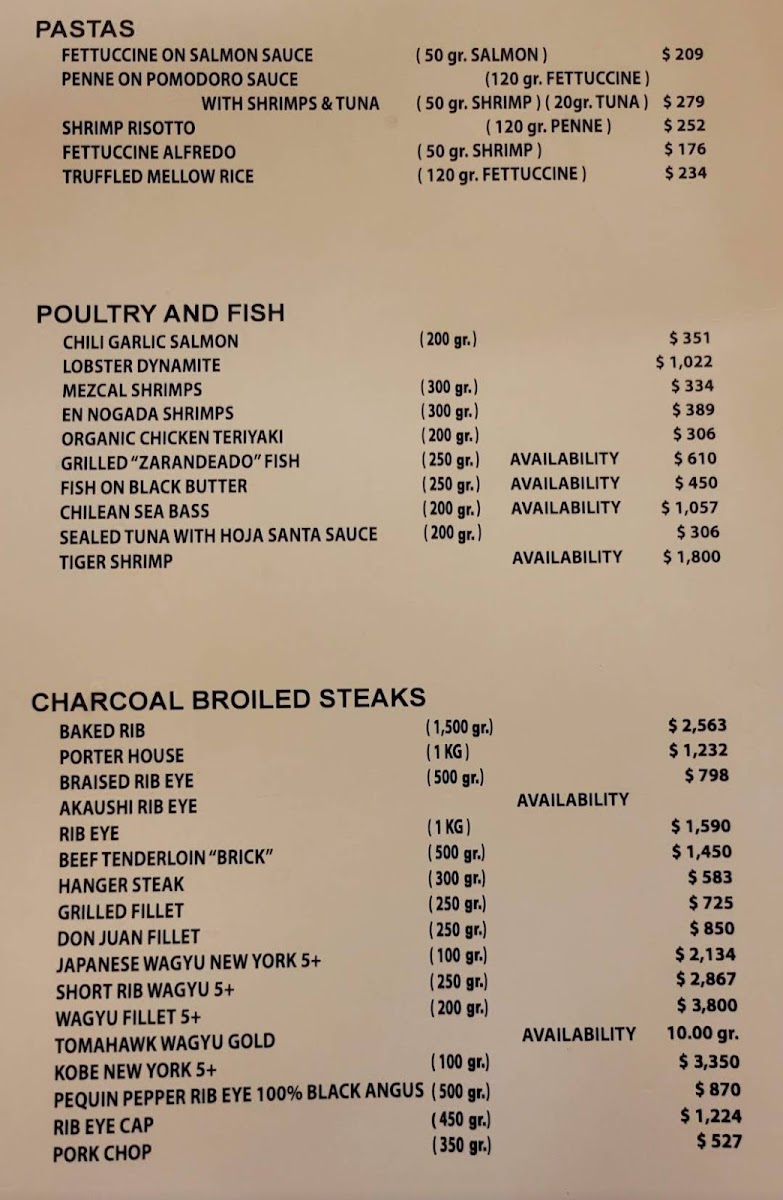 PASTAS
FETTUCCINE ON SALMON SAUCE ( 50 gr. SALMON ) $ 209
PENNE ON POMODORO SAUCE (120 gr. FETTUCCINE )
WITH SHRIMPS & TUNA ( 50 gr. SHRIMP ) ( 20gr. TUNA ) $ 279
SHRIMP RISOTTO ( 120 gr. PENNE ) $ 252
FETTUCCINE ALFREDO ( 50 gr. SHRIMP ) $ 176
TRUFFLED MELLOW RICE ( 120 gr. FETTUCCINE ) $ 234
POULTRY AND FISH
CHILI GARLIC SALMON ( 200 gr. ) $ 351
LOBSTER DYNAMITE $ 1,022
MEZCAL SHRIMPS ( 300 gr. ) $ 334
EN NOGADA SHRIMPS ( 300 gr. ) $ 389
ORGANIC CHICKEN TERIYAKI ( 200 gr. ) $ 306
GRILLED “ZARANDEADO” FISH ( 250 gr. ) AVAILABILITY $ 610
FISH ON BLACK BUTTER ( 250 gr. ) AVAILABILITY $ 450
CHILEAN SEA BASS ( 200 gr. ) AVAILABILITY $ 1,057
SEALED TUNA WITH HOJA SANTA SAUCE ( 200 gr. ) $ 306
TIGER SHRIMP AVAILABILITY $ 1,800
CHARCOAL BROILED STEAKS
BAKED RIB ( 1,500 gr.) $ 2,563
PORTER HOUSE ( 1 KG ) $ 1,232
BRAISED RIB EYE ( 500 gr.) $ 798
AKAUSHI RIB EYE AVAILABILITY
RIB EYE ( 1 KG ) $ 1,590
BEEF TENDERLOIN “BRICK” ( 500 gr.) $ 1,450
HANGER STEAK ( 300 gr.) $ 583
GRILLED FILLET ( 250 gr.) $ 725
DON JUAN FILLET ( 250 gr.) $ 850
JAPANESE WAGYU NEW YORK 5+ ( 100 gr.) $ 2,134
SHORT RIB WAGYU 5+ ( 250 gr.) $ 2,867
WAGYU FILLET 5+ ( 200 gr.) $ 3,800
TOMAHAWK WAGYU GOLD AVAILABILITY 10.00 gr.
KOBE NEW YORK 5+ ( 100 gr.) $ 3,350
PEQUIN PEPPER RIB EYE 100% BLACK ANGUS ( 500 gr.) $ 870
RIB EYE CAP ( 450 gr.) $ 1,224
PORK CHOP ( 350 gr.) $ 527